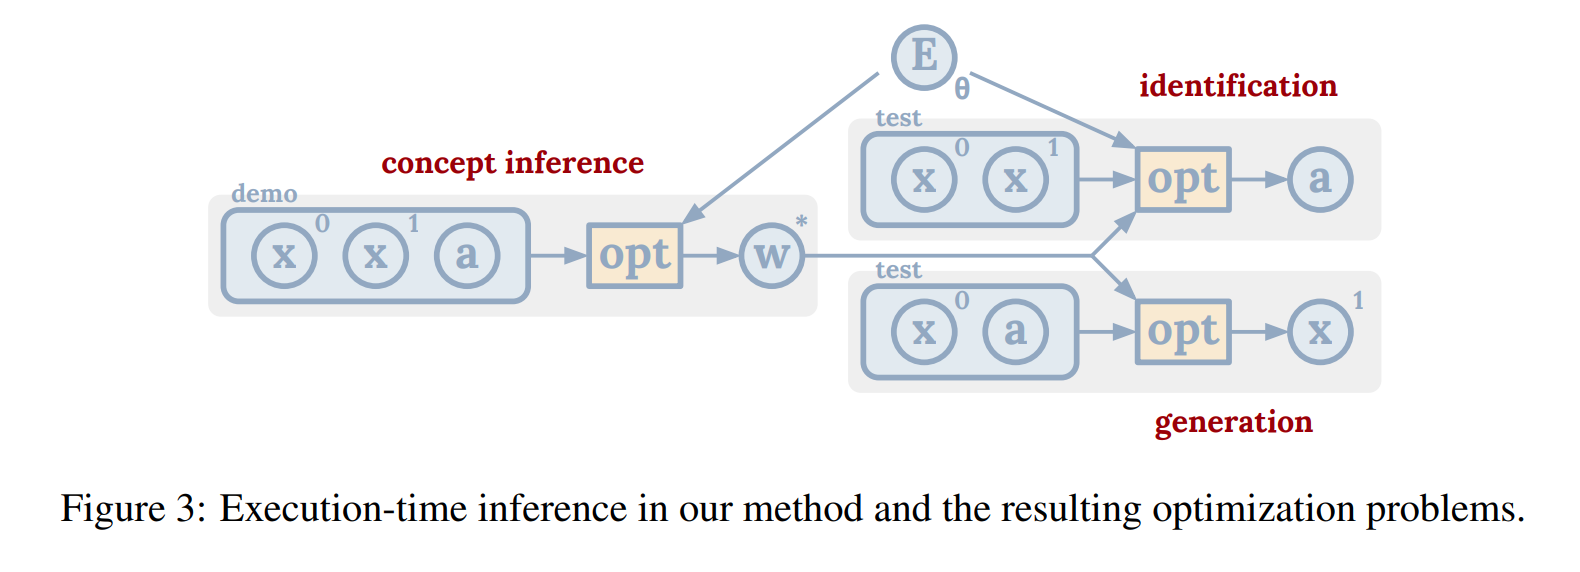 E θ
identification
test
x 0 x 1 opt a
concept inference
demo
x 0 x 1 a opt w *
test
x 0 a opt x 1
generation
Figure 3: Execution-time inference in our method and the resulting optimization problems.